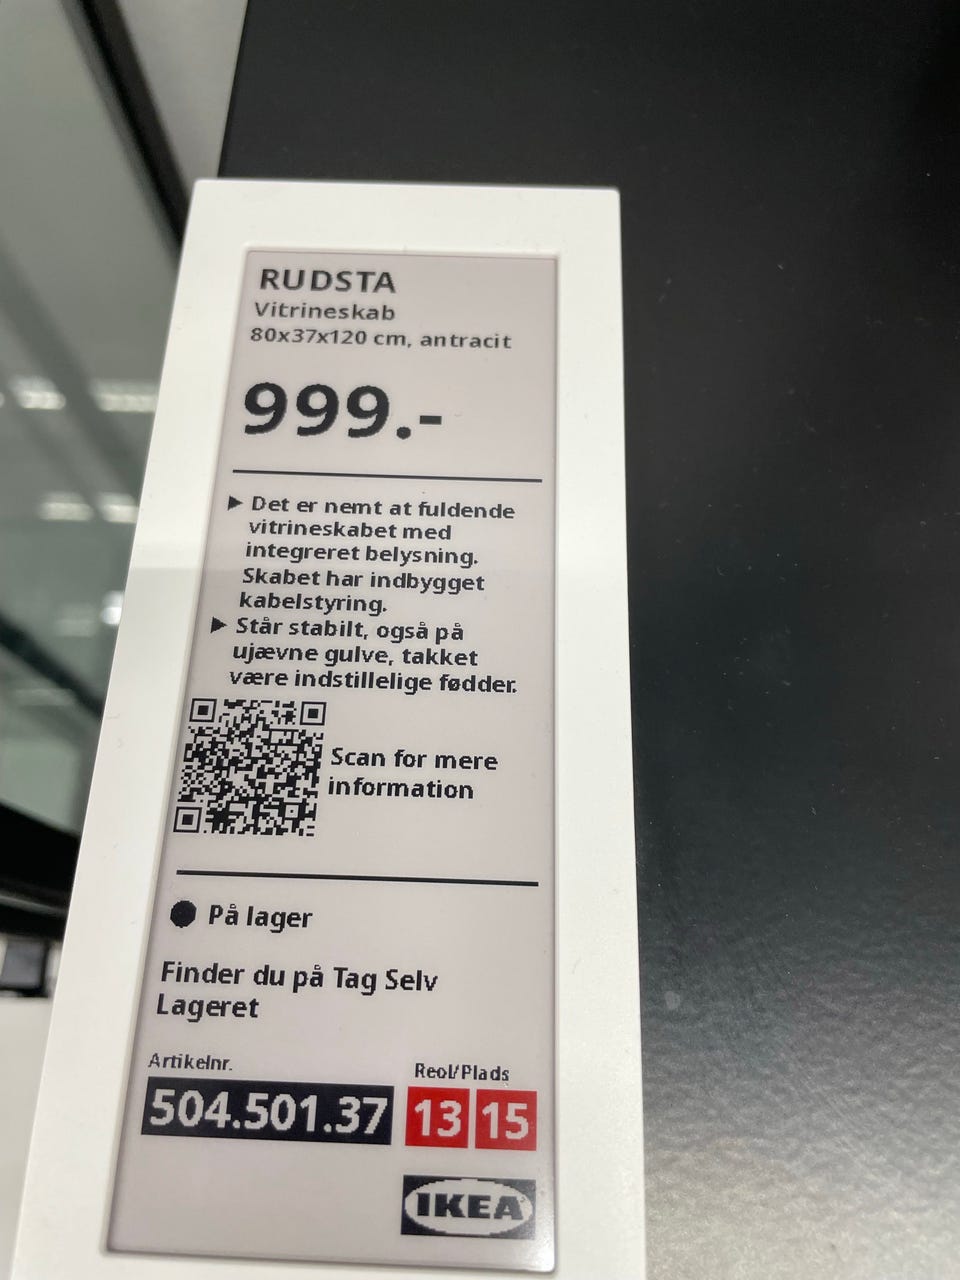 RUDSTA
Vitrineskab
80x37x120 cm, antracit
999.-
▶ Det er nemt at fuldende
vitrineskabet med
integreret belysning.
Skabet har indbygget
kabelstyring.
▶ Står stabilt, også på
ujævne gulve, takket
være indstillelige fødder.
Scan for mere
information
● På lager
Finder du på Tag Selv
Lageret
Artikelnr. Reol/Plads
504.501.37 13 15
IKEA